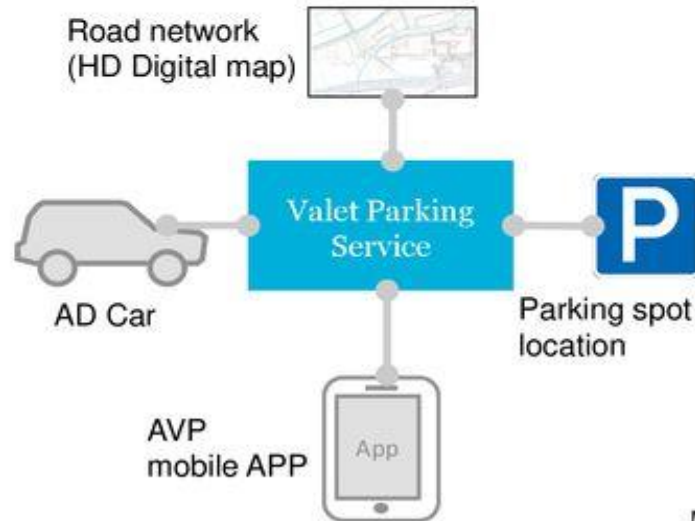 Road network
(HD Digital map)
Valet Parking
Service
P
AD Car
Parking spot
location
AVP
mobile APP
App